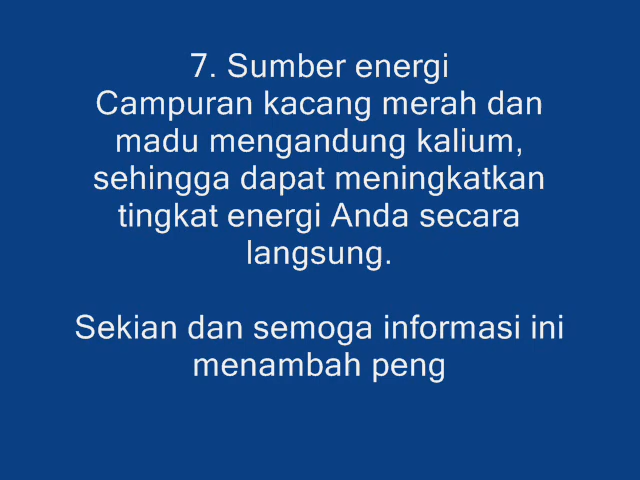 7. Sumber energi
Campuran kacang merah dan
madu mengandung kalium,
sehingga dapat meningkatkan
tingkat energi Anda secara
langsung.
Sekian dan semoga informasi ini
menambah peng